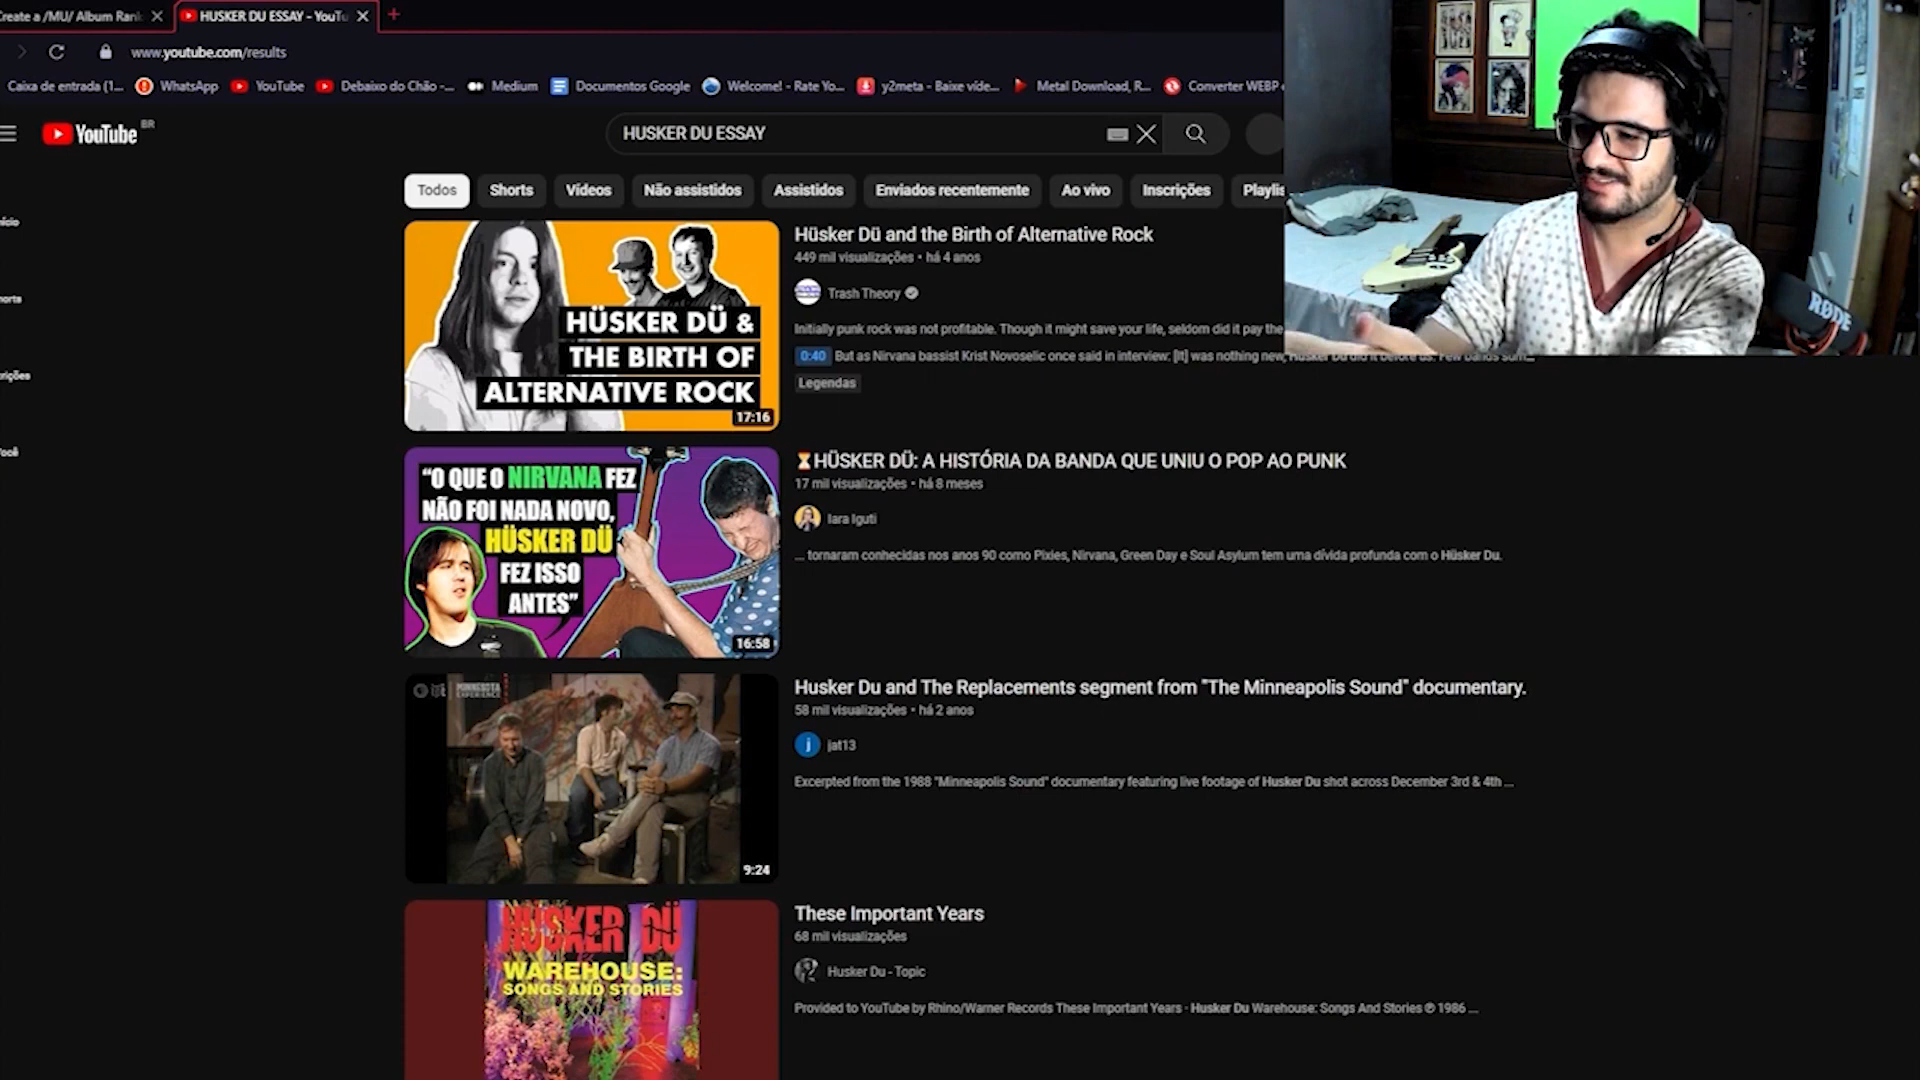 Create a /MU/ Album Rank
HUSKER DU ESSAY - YouTu
www.youtube.com/results
Caixa de entrada (1...
WhatsApp
YouTube
Debaixo do Chão -...
Medium
Documentos Google
Welcome! - Rate Yo...
y2meta - Baixe víde...
Metal Download, R...
Converter WEBP
YouTube BR
HUSKER DU ESSAY
Todos
Shorts
Vídeos
Não assistidos
Assistidos
Enviados recentemente
Ao vivo
Inscrições
Playlis
HÜSKER DÜ &
THE BIRTH OF
ALTERNATIVE ROCK
17:16
Hüsker Dü and the Birth of Alternative Rock
449 mil visualizações • há 4 anos
Trash Theory
Initially punk rock was not profitable. Though it might save your life, seldom did it pay the
0:40 But as Nirvana bassist Krist Novoselic once said in interview: [It] was nothing new, Husker Du did it before us. Few bands sum...
Legendas
RØDE
"O QUE O NIRVANA FEZ
NÃO FOI NADA NOVO,
HÜSKER DÜ
FEZ ISSO
ANTES"
16:58
HÜSKER DÜ: A HISTÓRIA DA BANDA QUE UNIU O POP AO PUNK
17 mil visualizações • há 8 meses
Iara Iguti
... tornaram conhecidas nos anos 90 como Pixies, Nirvana, Green Day e Soul Asylum tem uma dívida profunda com o Hüsker Du.
MINNESOTA
EXPERIENCE
9:24
Husker Du and The Replacements segment from "The Minneapolis Sound" documentary.
58 mil visualizações • há 2 anos
j jat13
Excerpted from the 1988 "Minneapolis Sound" documentary featuring live footage of Husker Du shot across December 3rd & 4th ...
HÜSKER DÜ
WAREHOUSE:
SONGS AND STORIES
These Important Years
68 mil visualizações
Husker Du - Topic
Provided to YouTube by Rhino/Warner Records These Important Years · Husker Du Warehouse: Songs And Stories ℗ 1986 ...